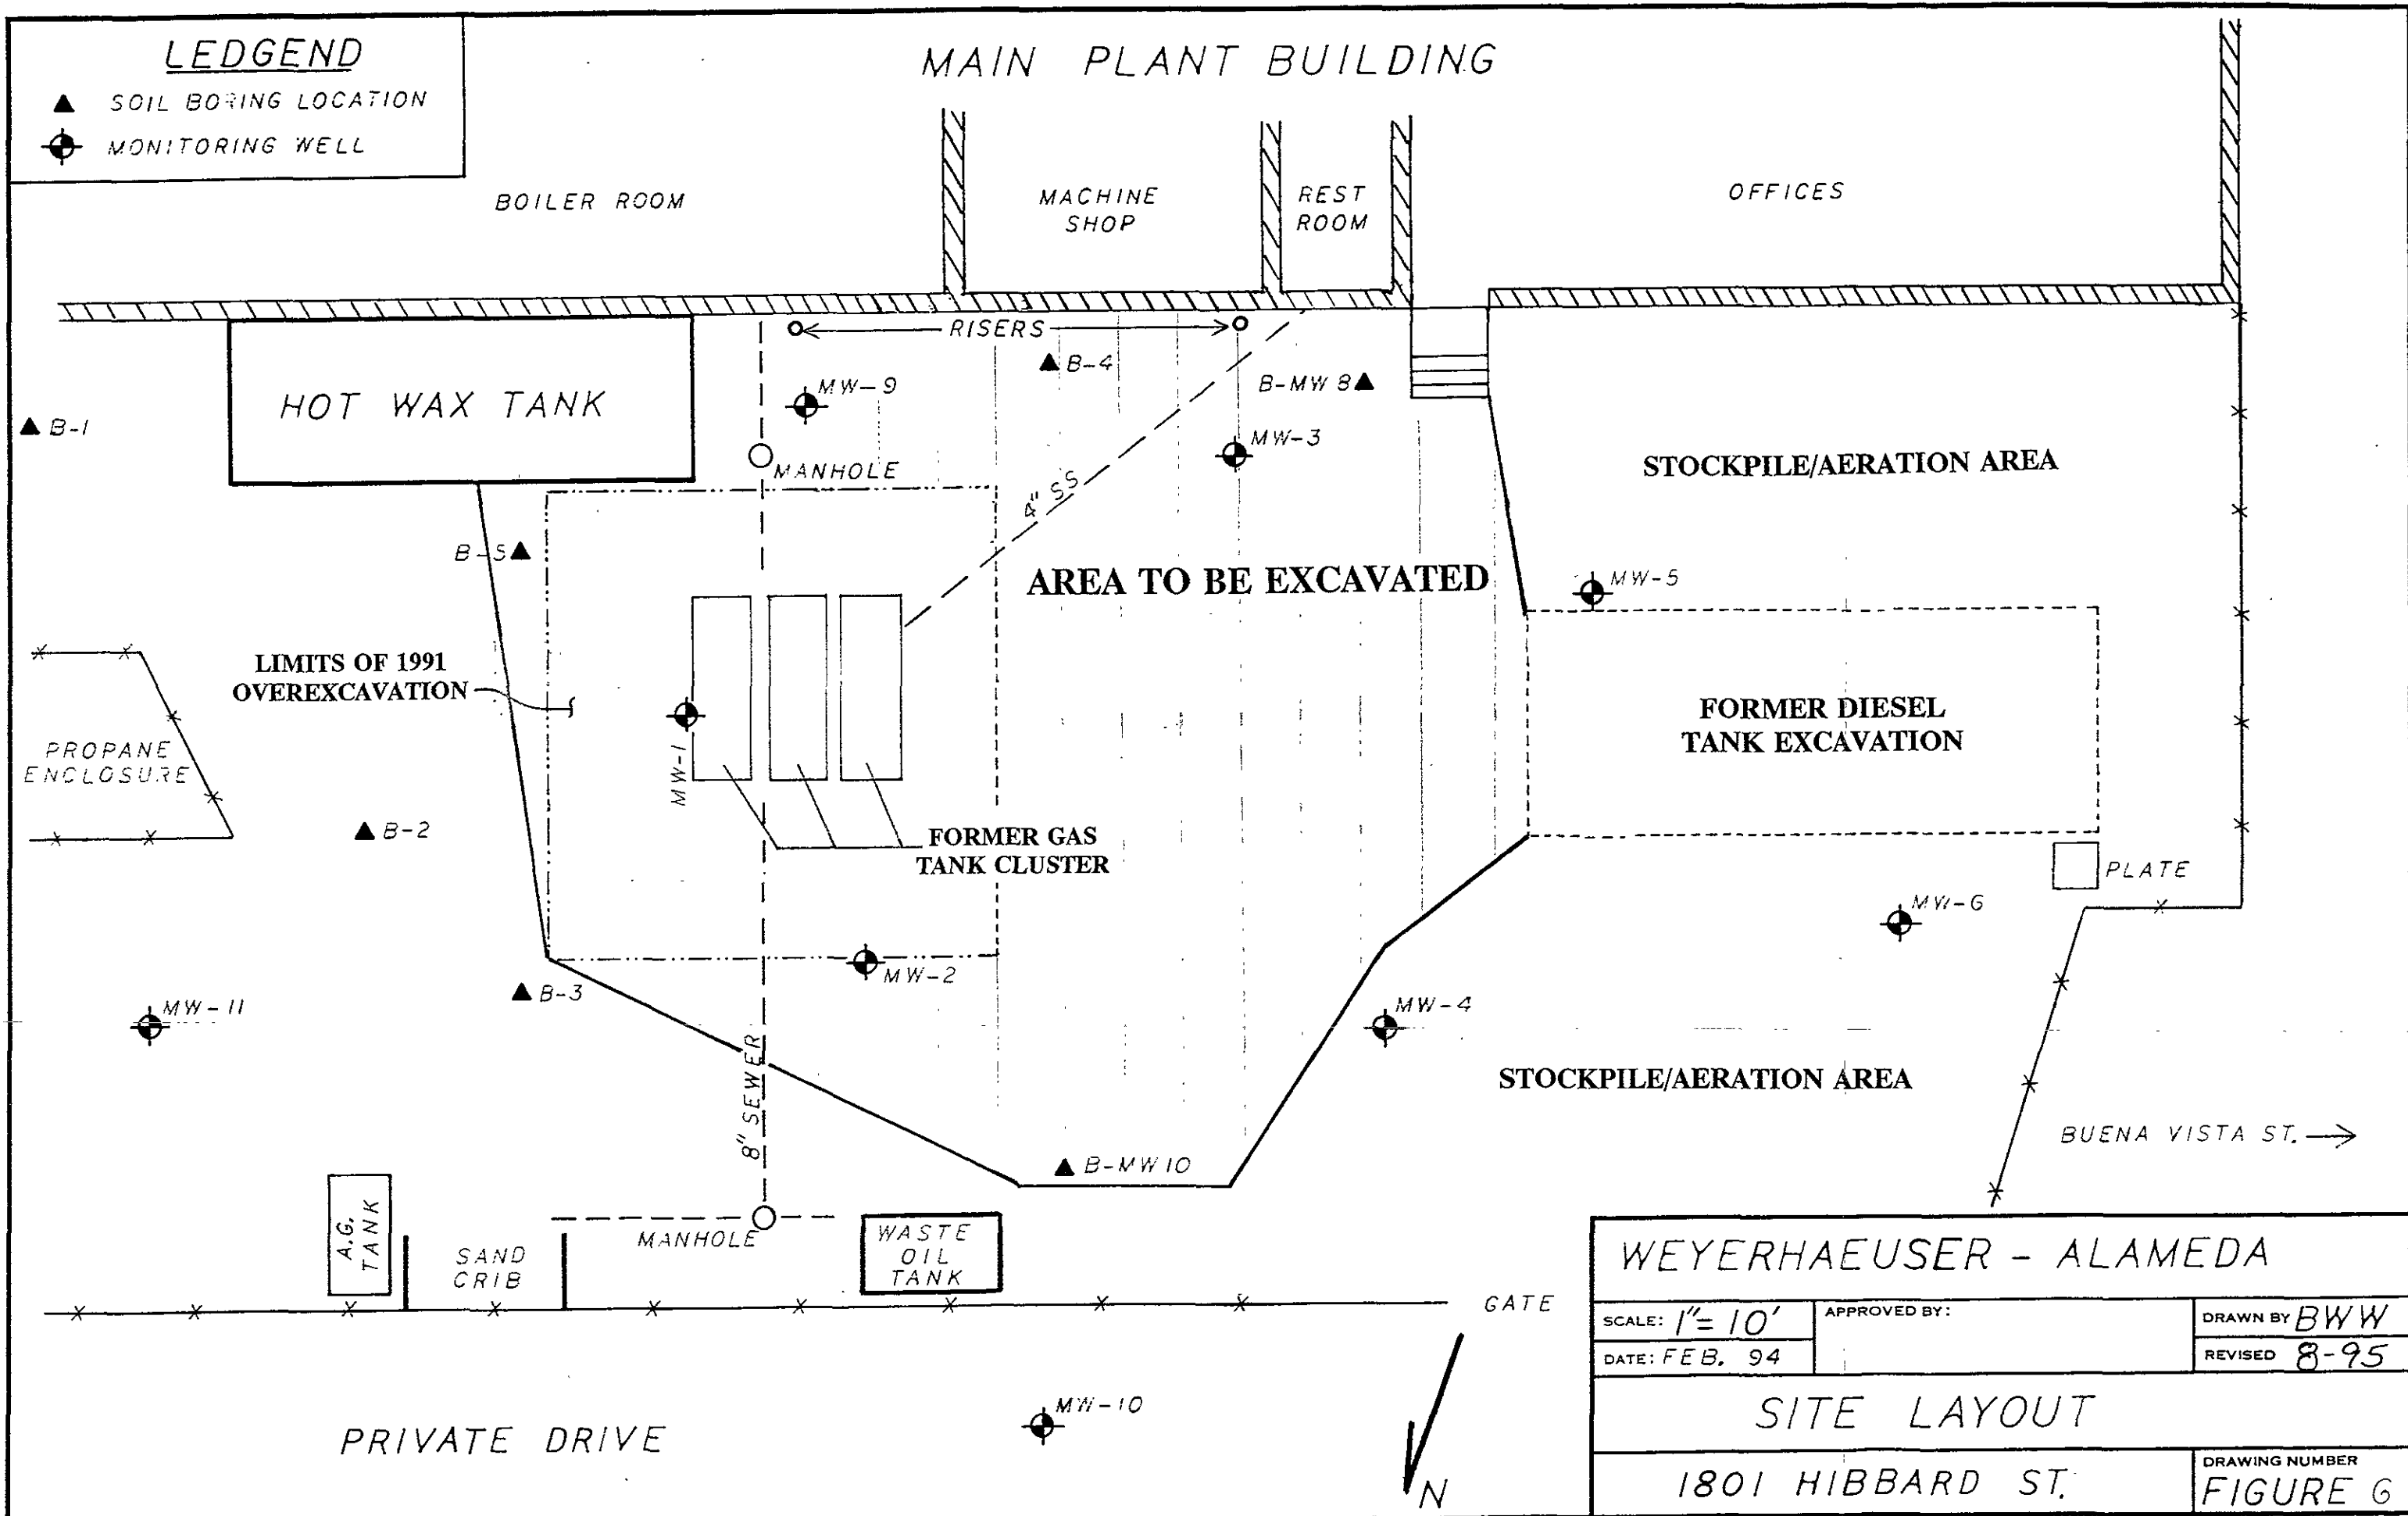 LEDGEND
SOIL BORING LOCATION
MONITORING WELL
MAIN PLANT BUILDING
BOILER ROOM
MACHINE
SHOP
REST
ROOM
OFFICES
RISERS
HOT WAX TANK
B-1
MW-9
MANHOLE
B-4
B-MW 8
MW-3
4" SS
STOCKPILE/AERATION AREA
B-5
AREA TO BE EXCAVATED
MW-5
LIMITS OF 1991
OVEREXCAVATION
MW-1
PROPANE
ENCLOSURE
FORMER DIESEL
TANK EXCAVATION
B-2
FORMER GAS
TANK CLUSTER
PLATE
MW-6
MW-2
B-3
MW-11
MW-4
8" SEWER
STOCKPILE/AERATION AREA
BUENA VISTA ST.
B-MW 10
A.G.
TANK
SAND
CRIB
MANHOLE
WASTE
OIL
TANK
GATE
MW-10
PRIVATE DRIVE
N
WEYERHAEUSER - ALAMEDA
SCALE: 1"= 10'
APPROVED BY:
DRAWN BY BWW
DATE: FEB. 94
REVISED 8-95
SITE LAYOUT
1801 HIBBARD ST.
DRAWING NUMBER
FIGURE 6